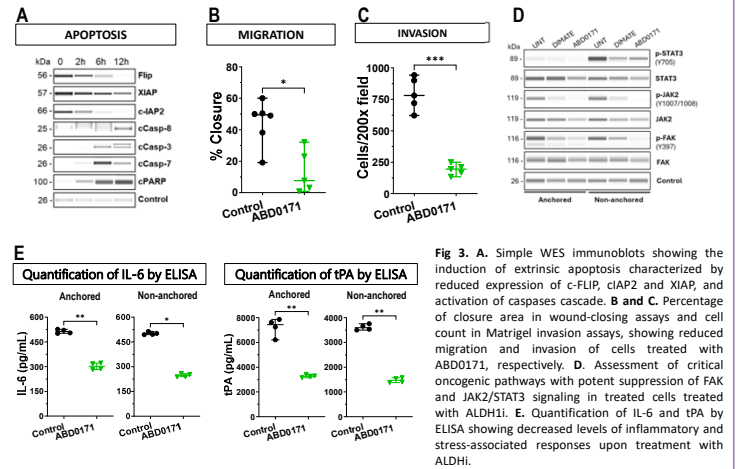 A
APOPTOSIS
kDa 0 2h 6h 12h
56 - Flip
57 - XIAP
66 - c-IAP2
25 - cCasp-8
26 - cCasp-3
26 - cCasp-7
100 - cPARP
26 - Control
B
MIGRATION
% Closure
80
60
40
20
0
*
Control
ABD0171
C
INVASION
Cells/200x field
1000
750
500
250
0
***
Control
ABD0171
D
UNT DIMATE ABD0171 UNT DIMATE ABD0171
kDa
89 - p-STAT3
(Y705)
89 - STAT3
119 - p-JAK2
(Y1007/1008)
119 - JAK2
116 - p-FAK
(Y397)
116 - FAK
26 - Control
Anchored Non-anchored
E
Quantification of IL-6 by ELISA
Anchored
IL-6 (pg/mL)
600
450
300
150
0
**
Control
ABD0171
Non-anchored
600
450
300
150
0
*
Control
ABD0171
Quantification of tPA by ELISA
Anchored
tPA (pg/mL)
8000
6000
4000
2000
0
**
Control
ABD0171
Non-anchored
4000
3000
2000
1000
0
**
Control
ABD0171
Fig 3. A. Simple WES immunoblots showing the
induction of extrinsic apoptosis characterized by
reduced expression of c-FLIP, cIAP2 and XIAP, and
activation of caspases cascade. B and C. Percentage
of closure area in wound-closing assays and cell
count in Matrigel invasion assays, showing reduced
migration and invasion of cells treated with
ABD0171, respectively. D. Assessment of critical
oncogenic pathways with potent suppression of FAK
and JAK2/STAT3 signaling in treated cells treated
with ALDH1i. E. Quantification of IL-6 and tPA by
ELISA showing decreased levels of inflammatory and
stress-associated responses upon treatment with
ALDHi.